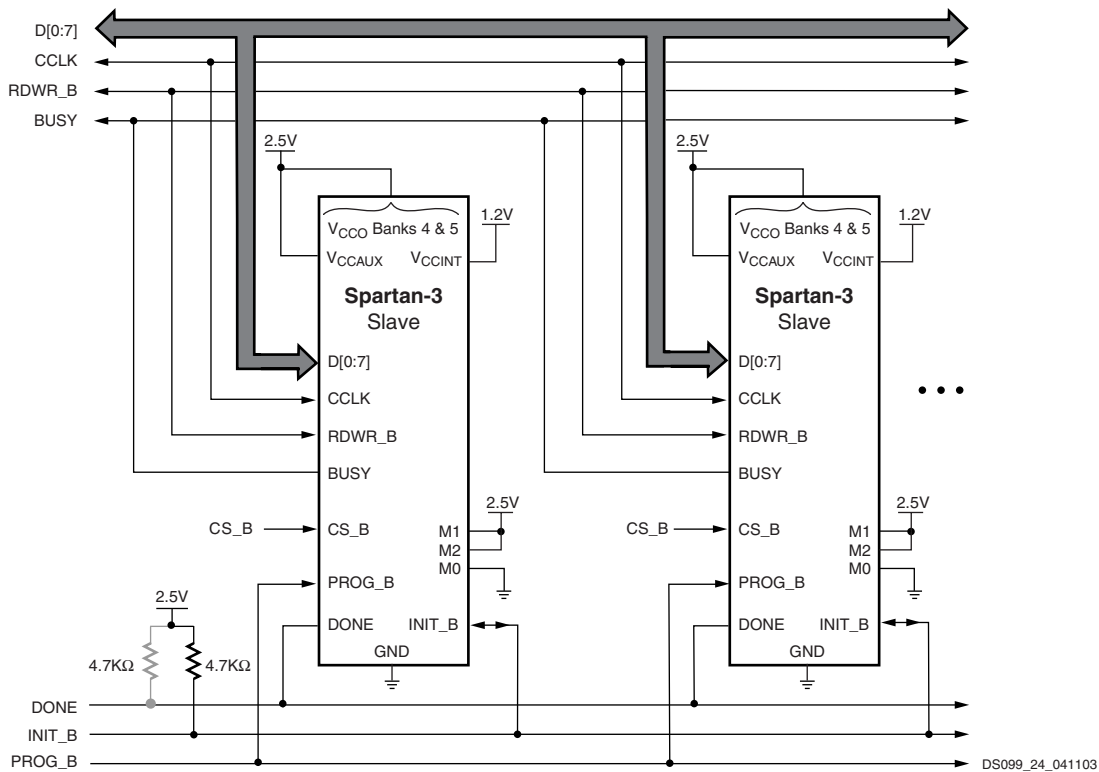 D[0:7]
CCLK
RDWR_B
BUSY
2.5V
2.5V
VCCO Banks 4 & 5
1.2V
VCCO Banks 4 & 5
1.2V
VCCAUX
VCCINT
VCCAUX
VCCINT
Spartan-3
Slave
Spartan-3
Slave
D[0:7]
D[0:7]
CCLK
CCLK
RDWR_B
RDWR_B
BUSY
BUSY
2.5V
2.5V
CS_B
CS_B
M1
CS_B
CS_B
M1
M2
M2
M0
M0
PROG_B
PROG_B
2.5V
DONE
INIT_B
DONE
INIT_B
GND
GND
4.7KΩ
4.7KΩ
DONE
INIT_B
PROG_B
DS099_24_041103